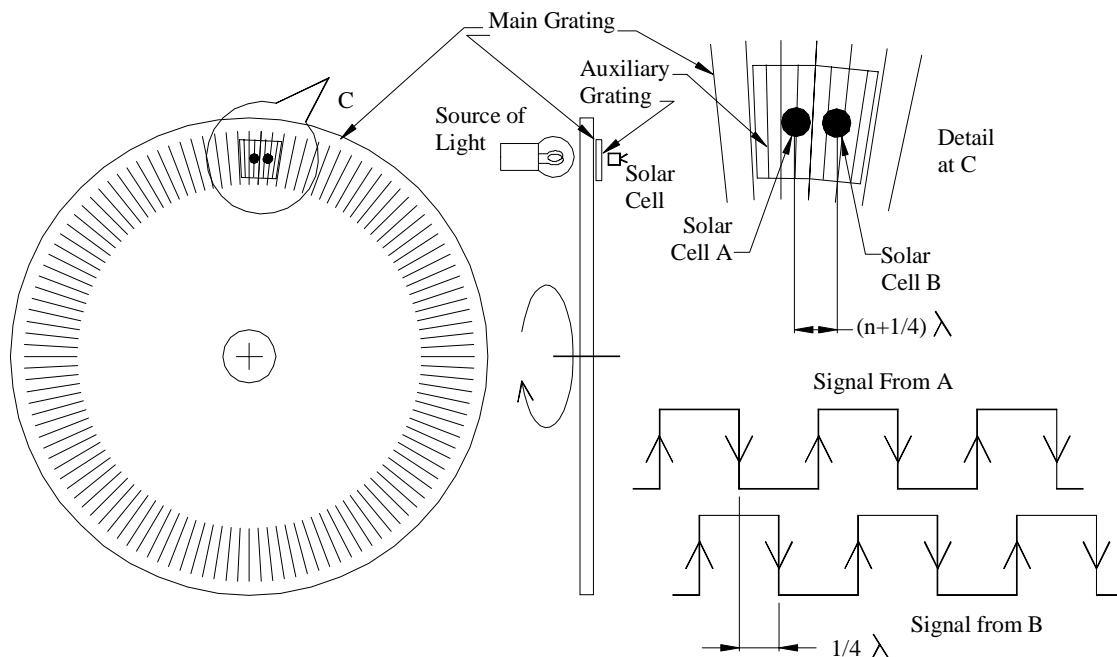 Main Grating
C
Auxiliary
Grating
Source of
Light
Solar
Cell
Detail
at C
Solar
Cell A
Solar
Cell B
(n+1/4) λ
Signal From A
Signal from B
1/4 λ